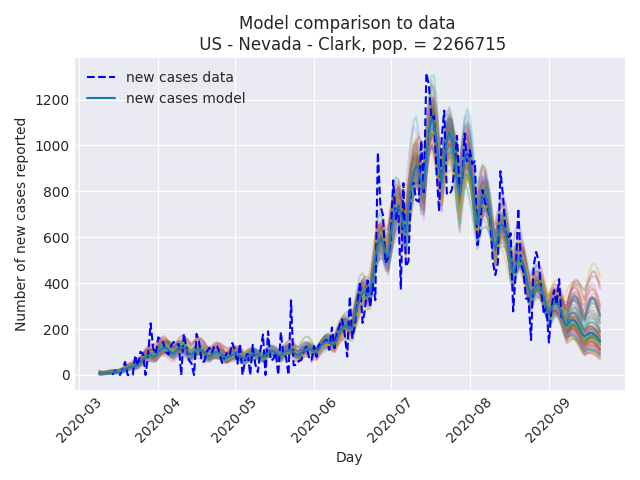 Model comparison to data
US - Nevada - Clark, pop. = 2266715
new cases data
new cases model
Number of new cases reported
1200
1000
800
600
400
200
0
2020-03
2020-04
2020-05
2020-06
2020-07
2020-08
2020-09
Day